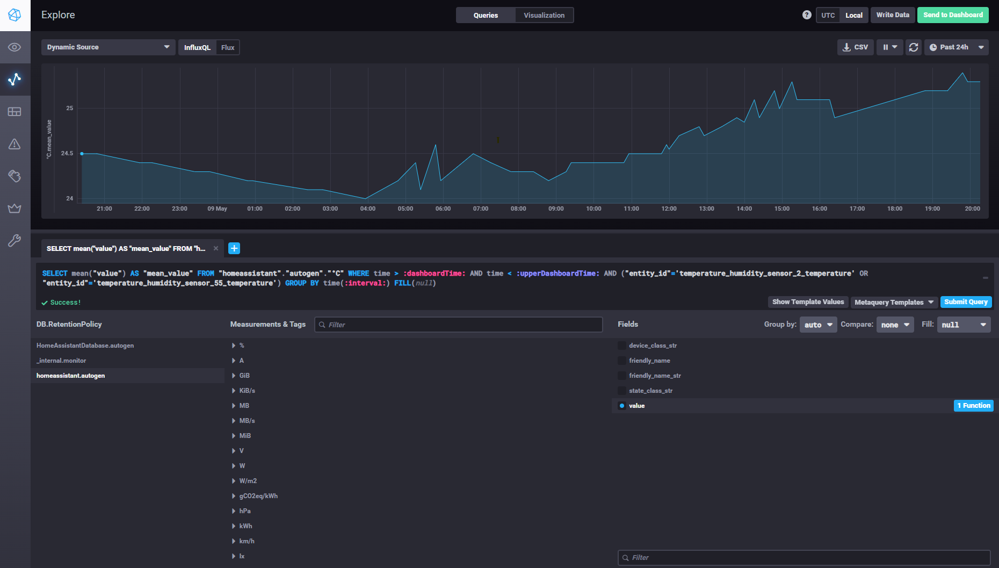 Explore
Queries
Visualization
?
UTC
Local
Write Data
Send to Dashboard
Dynamic Source
InfluxQL
Flux
CSV
Past 24h
°C.mean_value
25
24.5
24
21:00
22:00
23:00
09 May
01:00
02:00
03:00
04:00
05:00
06:00
07:00
08:00
09:00
10:00
11:00
12:00
13:00
14:00
15:00
16:00
17:00
18:00
19:00
20:00
SELECT mean("value") AS "mean_value" FROM "h...
SELECT mean("value") AS "mean_value" FROM "homeassistant"."autogen"."°C" WHERE time > :dashboardTime: AND time < :upperDashboardTime: AND ("entity_id"='temperature_humidity_sensor_2_temperature' OR
"entity_id"='temperature_humidity_sensor_55_temperature') GROUP BY time(:interval:) FILL(null)
Success!
Show Template Values
Metaquery Templates
Submit Query
DB.RetentionPolicy
HomeAssistantDatabase.autogen
_internal.monitor
homeassistant.autogen
Measurements & Tags
Filter
%
A
GiB
KiB/s
MB
MB/s
MiB
V
W
W/m2
gCO2eq/kWh
hPa
kWh
km/h
lx
Fields
Group by:
auto
Compare:
none
Fill:
null
device_class_str
friendly_name
friendly_name_str
state_class_str
value
1 Function
Filter